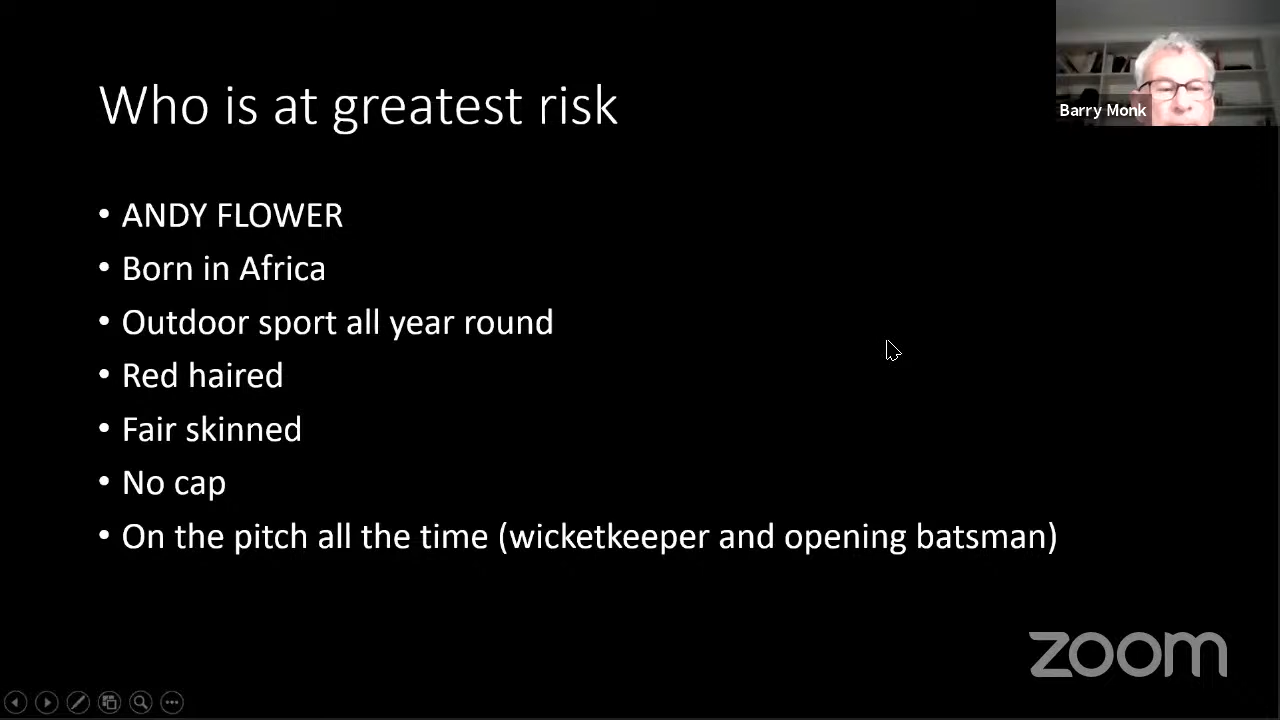 Who is at greatest risk
Barry Monk
• ANDY FLOWER
• Born in Africa
• Outdoor sport all year round
• Red haired
• Fair skinned
• No cap
• On the pitch all the time (wicketkeeper and opening batsman)
zoom